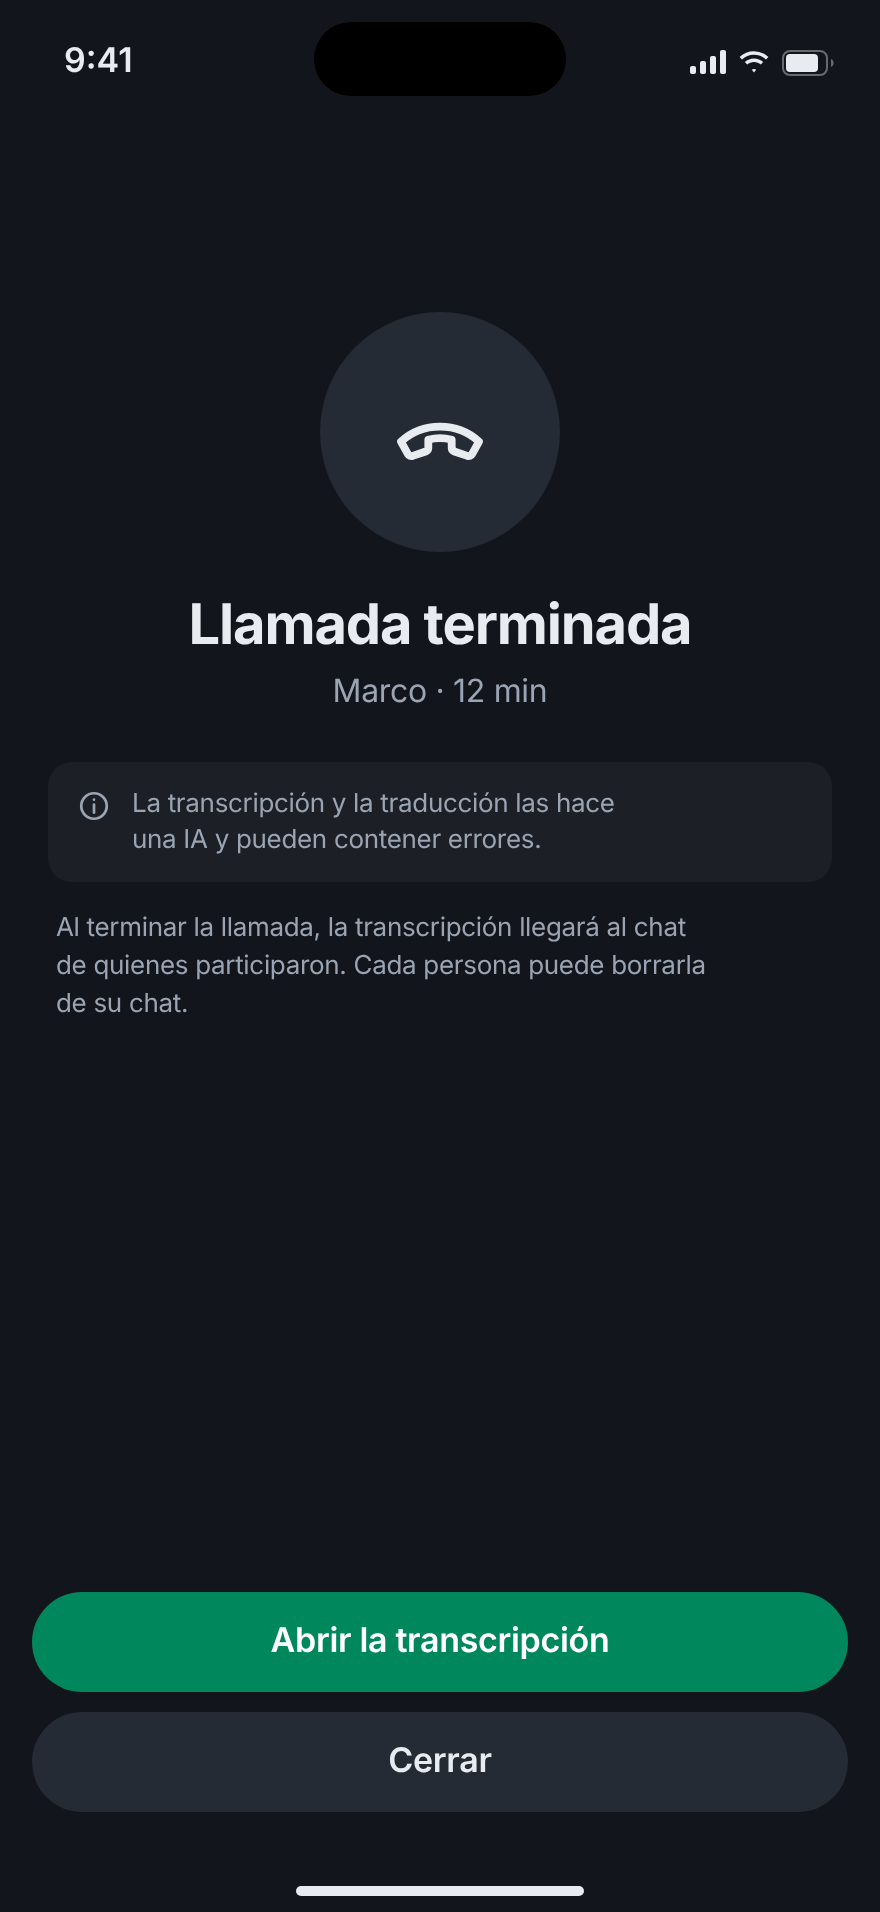 9:41
Llamada terminada
Marco · 12 min
La transcripción y la traducción las hace
una IA y pueden contener errores.
Al terminar la llamada, la transcripción llegará al chat
de quienes participaron. Cada persona puede borrarla
de su chat.
Abrir la transcripción
Cerrar